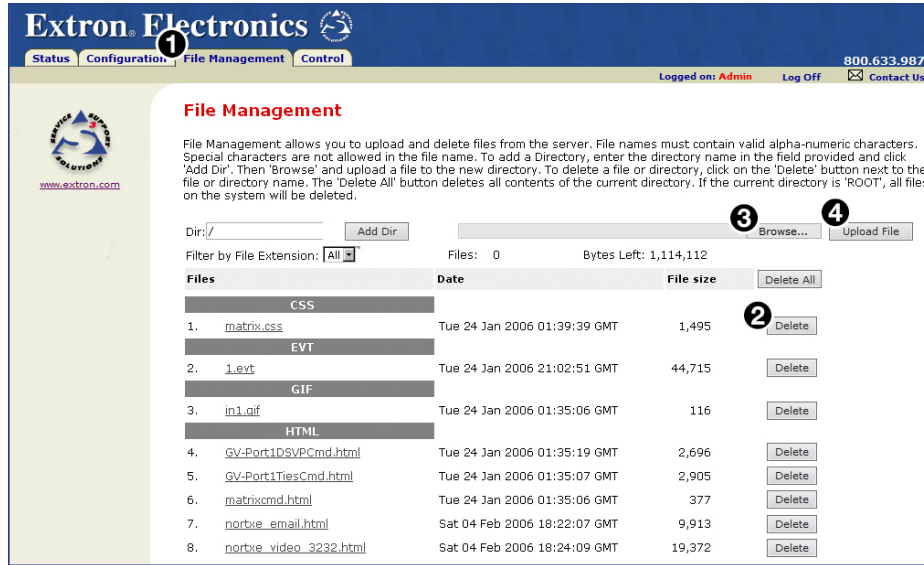 Extron® Electronics
Status Configuration File Management Control
1
800.633.987
Logged on: Admin Log Off Contact Us
SERVICE SUPPORT SOLUTIONS
S3
www.extron.com
File Management
File Management allows you to upload and delete files from the server. File names must contain valid alpha-numeric characters.
Special characters are not allowed in the file name. To add a Directory, enter the directory name in the field provided and click
'Add Dir'. Then 'Browse' and upload a file to the new directory. To delete a file or directory, click on the 'Delete' button next to the
file or directory name. The 'Delete All' button deletes all contents of the current directory. If the current directory is 'ROOT', all files
on the system will be deleted.
3 4
Dir: / Add Dir Browse... Upload File
Filter by File Extension: All Files: 0 Bytes Left: 1,114,112
Files Date File size Delete All
CSS
1. matrix.css Tue 24 Jan 2006 01:39:39 GMT 1,495 2 Delete
EVT
2. 1.evt Tue 24 Jan 2006 21:02:51 GMT 44,715 Delete
GIF
3. in1.gif Tue 24 Jan 2006 01:35:06 GMT 116 Delete
HTML
4. GV-Port1DSVPCmd.html Tue 24 Jan 2006 01:35:19 GMT 2,696 Delete
5. GV-Port1TiesCmd.html Tue 24 Jan 2006 01:35:07 GMT 2,905 Delete
6. matrixcmd.html Tue 24 Jan 2006 01:35:06 GMT 377 Delete
7. nortxe_email.html Sat 04 Feb 2006 18:22:07 GMT 9,913 Delete
8. nortxe_video_3232.html Sat 04 Feb 2006 18:24:09 GMT 19,372 Delete